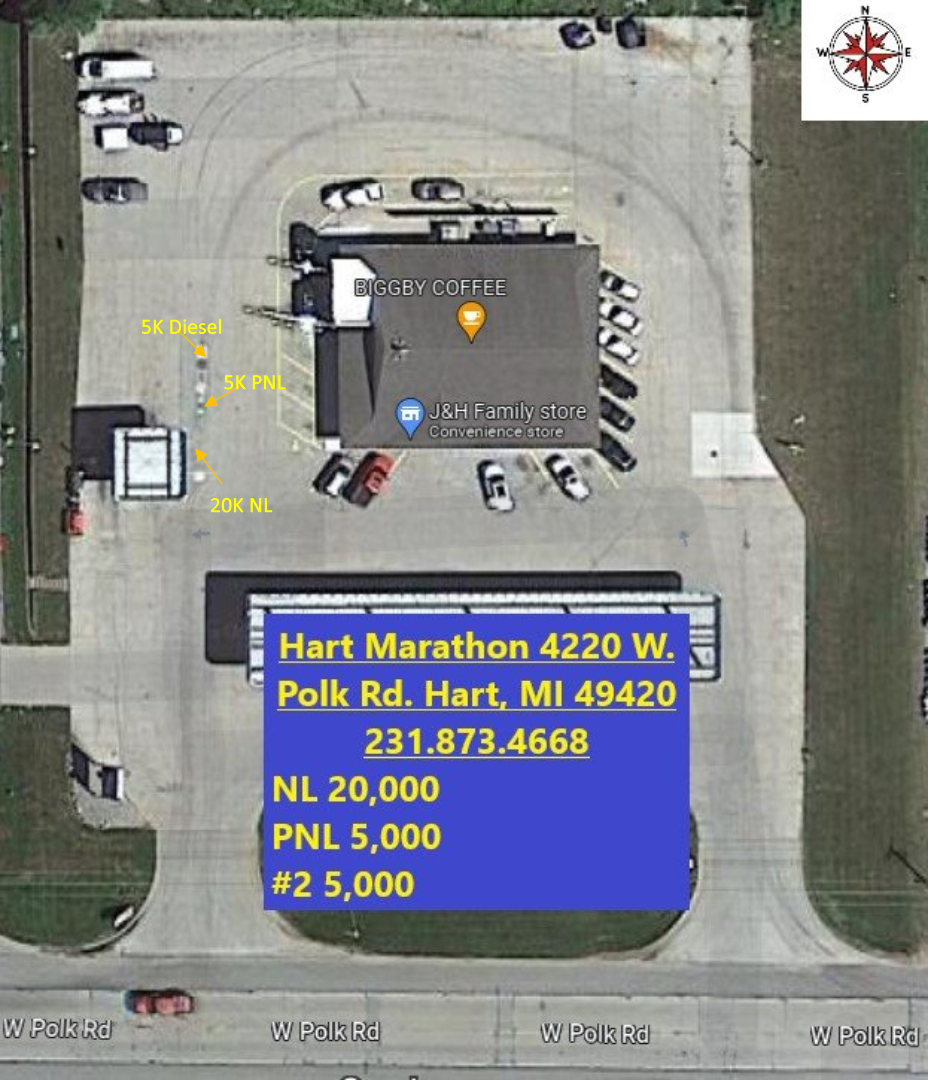 N
W E
S
BIGGBY COFFEE
5K Diesel
5K PNL
J&H Family store
Convenience store
20K NL
Hart Marathon 4220 W.
Polk Rd. Hart, MI 49420
231.873.4668
NL 20,000
PNL 5,000
#2 5,000
W Polk Rd W Polk Rd W Polk Rd W Polk Rd